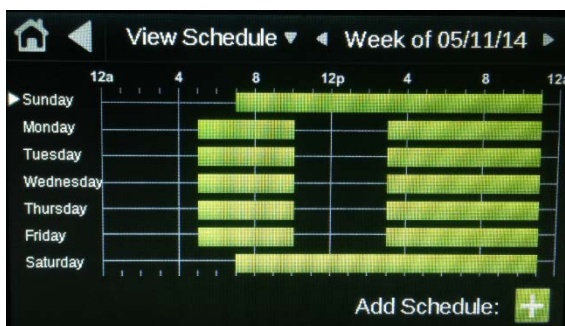 View Schedule ▼ ◀ Week of 05/11/14 ▶
12a 4 8 12p 4 8 12a
Sunday
Monday
Tuesday
Wednesday
Thursday
Friday
Saturday
Add Schedule: +